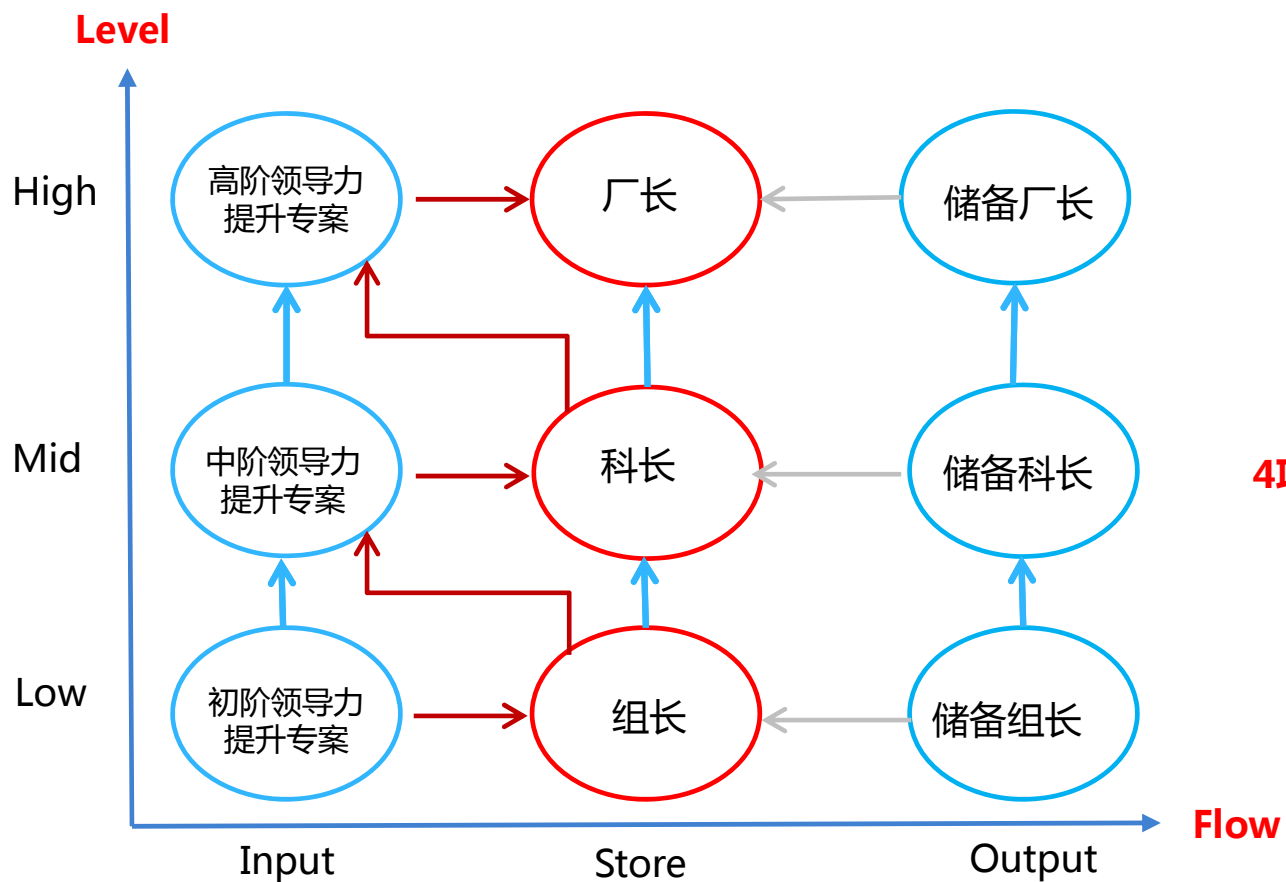 Level
High
高阶领导力
提升专案
厂长
储备厂长
Mid
中阶领导力
提升专案
科长
储备科长
4
Low
初阶领导力
提升专案
组长
储备组长
Flow
Input
Store
Output